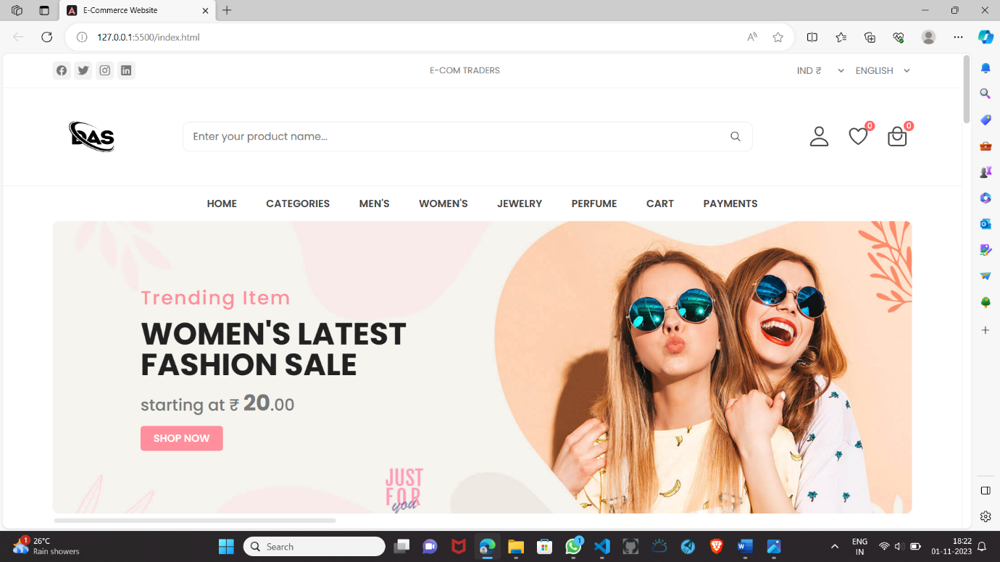 E-Commerce Website
127.0.0.1:5500/index.html
E-COM TRADERS
IND ₹
ENGLISH
DAS
Enter your product name...
0
0
HOME CATEGORIES MEN'S WOMEN'S JEWELRY PERFUME CART PAYMENTS
Trending Item
WOMEN'S LATEST
FASHION SALE
starting at ₹ 20.00
SHOP NOW
JUST
FOR
you
1
26°C
Rain showers
Search
1
ENG
IN
18:22
01-11-2023